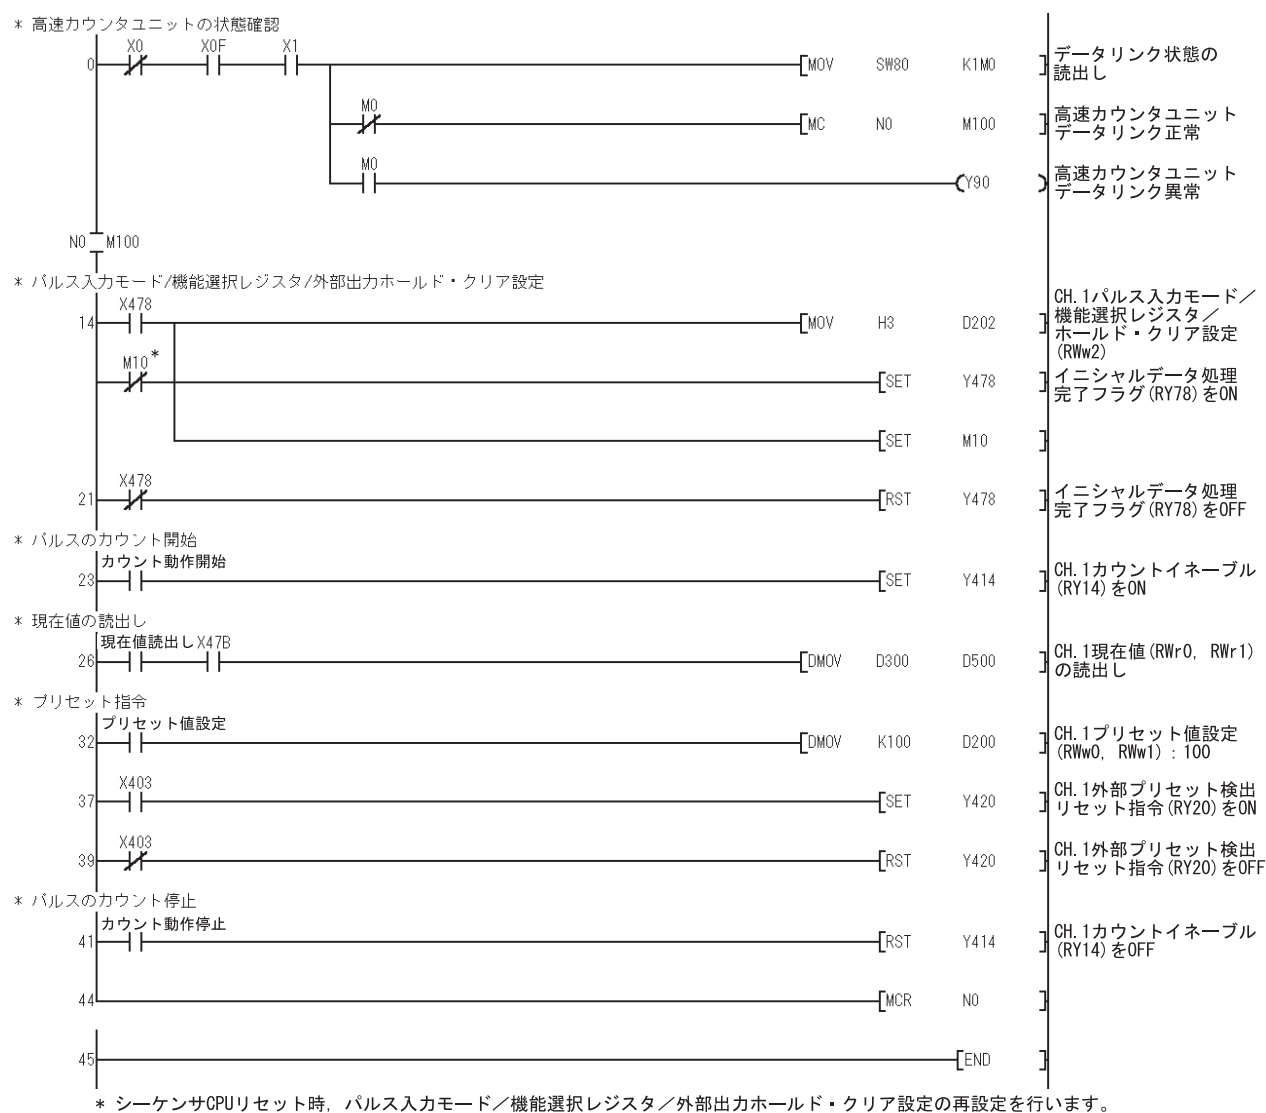 * 高速カウンタユニットの状態確認
X0 X0F X1
0 MOV SW80 K1M0 データリンク状態の
読出し
M0
MC N0 M100 高速カウンタユニット
データリンク正常
M0
Y90 高速カウンタユニット
データリンク異常
N0 M100
* パルス入力モード/機能選択レジスタ/外部出力ホールド・クリア設定
X478
14 MOV H3 D202 CH.1パルス入力モード／
機能選択レジスタ／
ホールド・クリア設定
(RWw2)
M10 *
SET Y478 イニシャルデータ処理
完了フラグ(RY78)をON
SET M10
X478
21 RST Y478 イニシャルデータ処理
完了フラグ(RY78)をOFF
* パルスのカウント開始
カウント動作開始
23 SET Y414 CH.1カウントイネーブル
(RY14)をON
* 現在値の読出し
現在値読出し X47B
26 DMOV D300 D500 CH.1現在値(RWr0, RWr1)
の読出し
* プリセット指令
プリセット値設定
32 DMOV K100 D200 CH.1プリセット値設定
(RWw0, RWw1)：100
X403
37 SET Y420 CH.1外部プリセット検出
リセット指令(RY20)をON
X403
39 RST Y420 CH.1外部プリセット検出
リセット指令(RY20)をOFF
* パルスのカウント停止
カウント動作停止
41 RST Y414 CH.1カウントイネーブル
(RY14)をOFF
44 MCR N0
45 END
* シーケンサCPUリセット時，パルス入力モード／機能選択レジスタ／外部出力ホールド・クリア設定の再設定を行います。